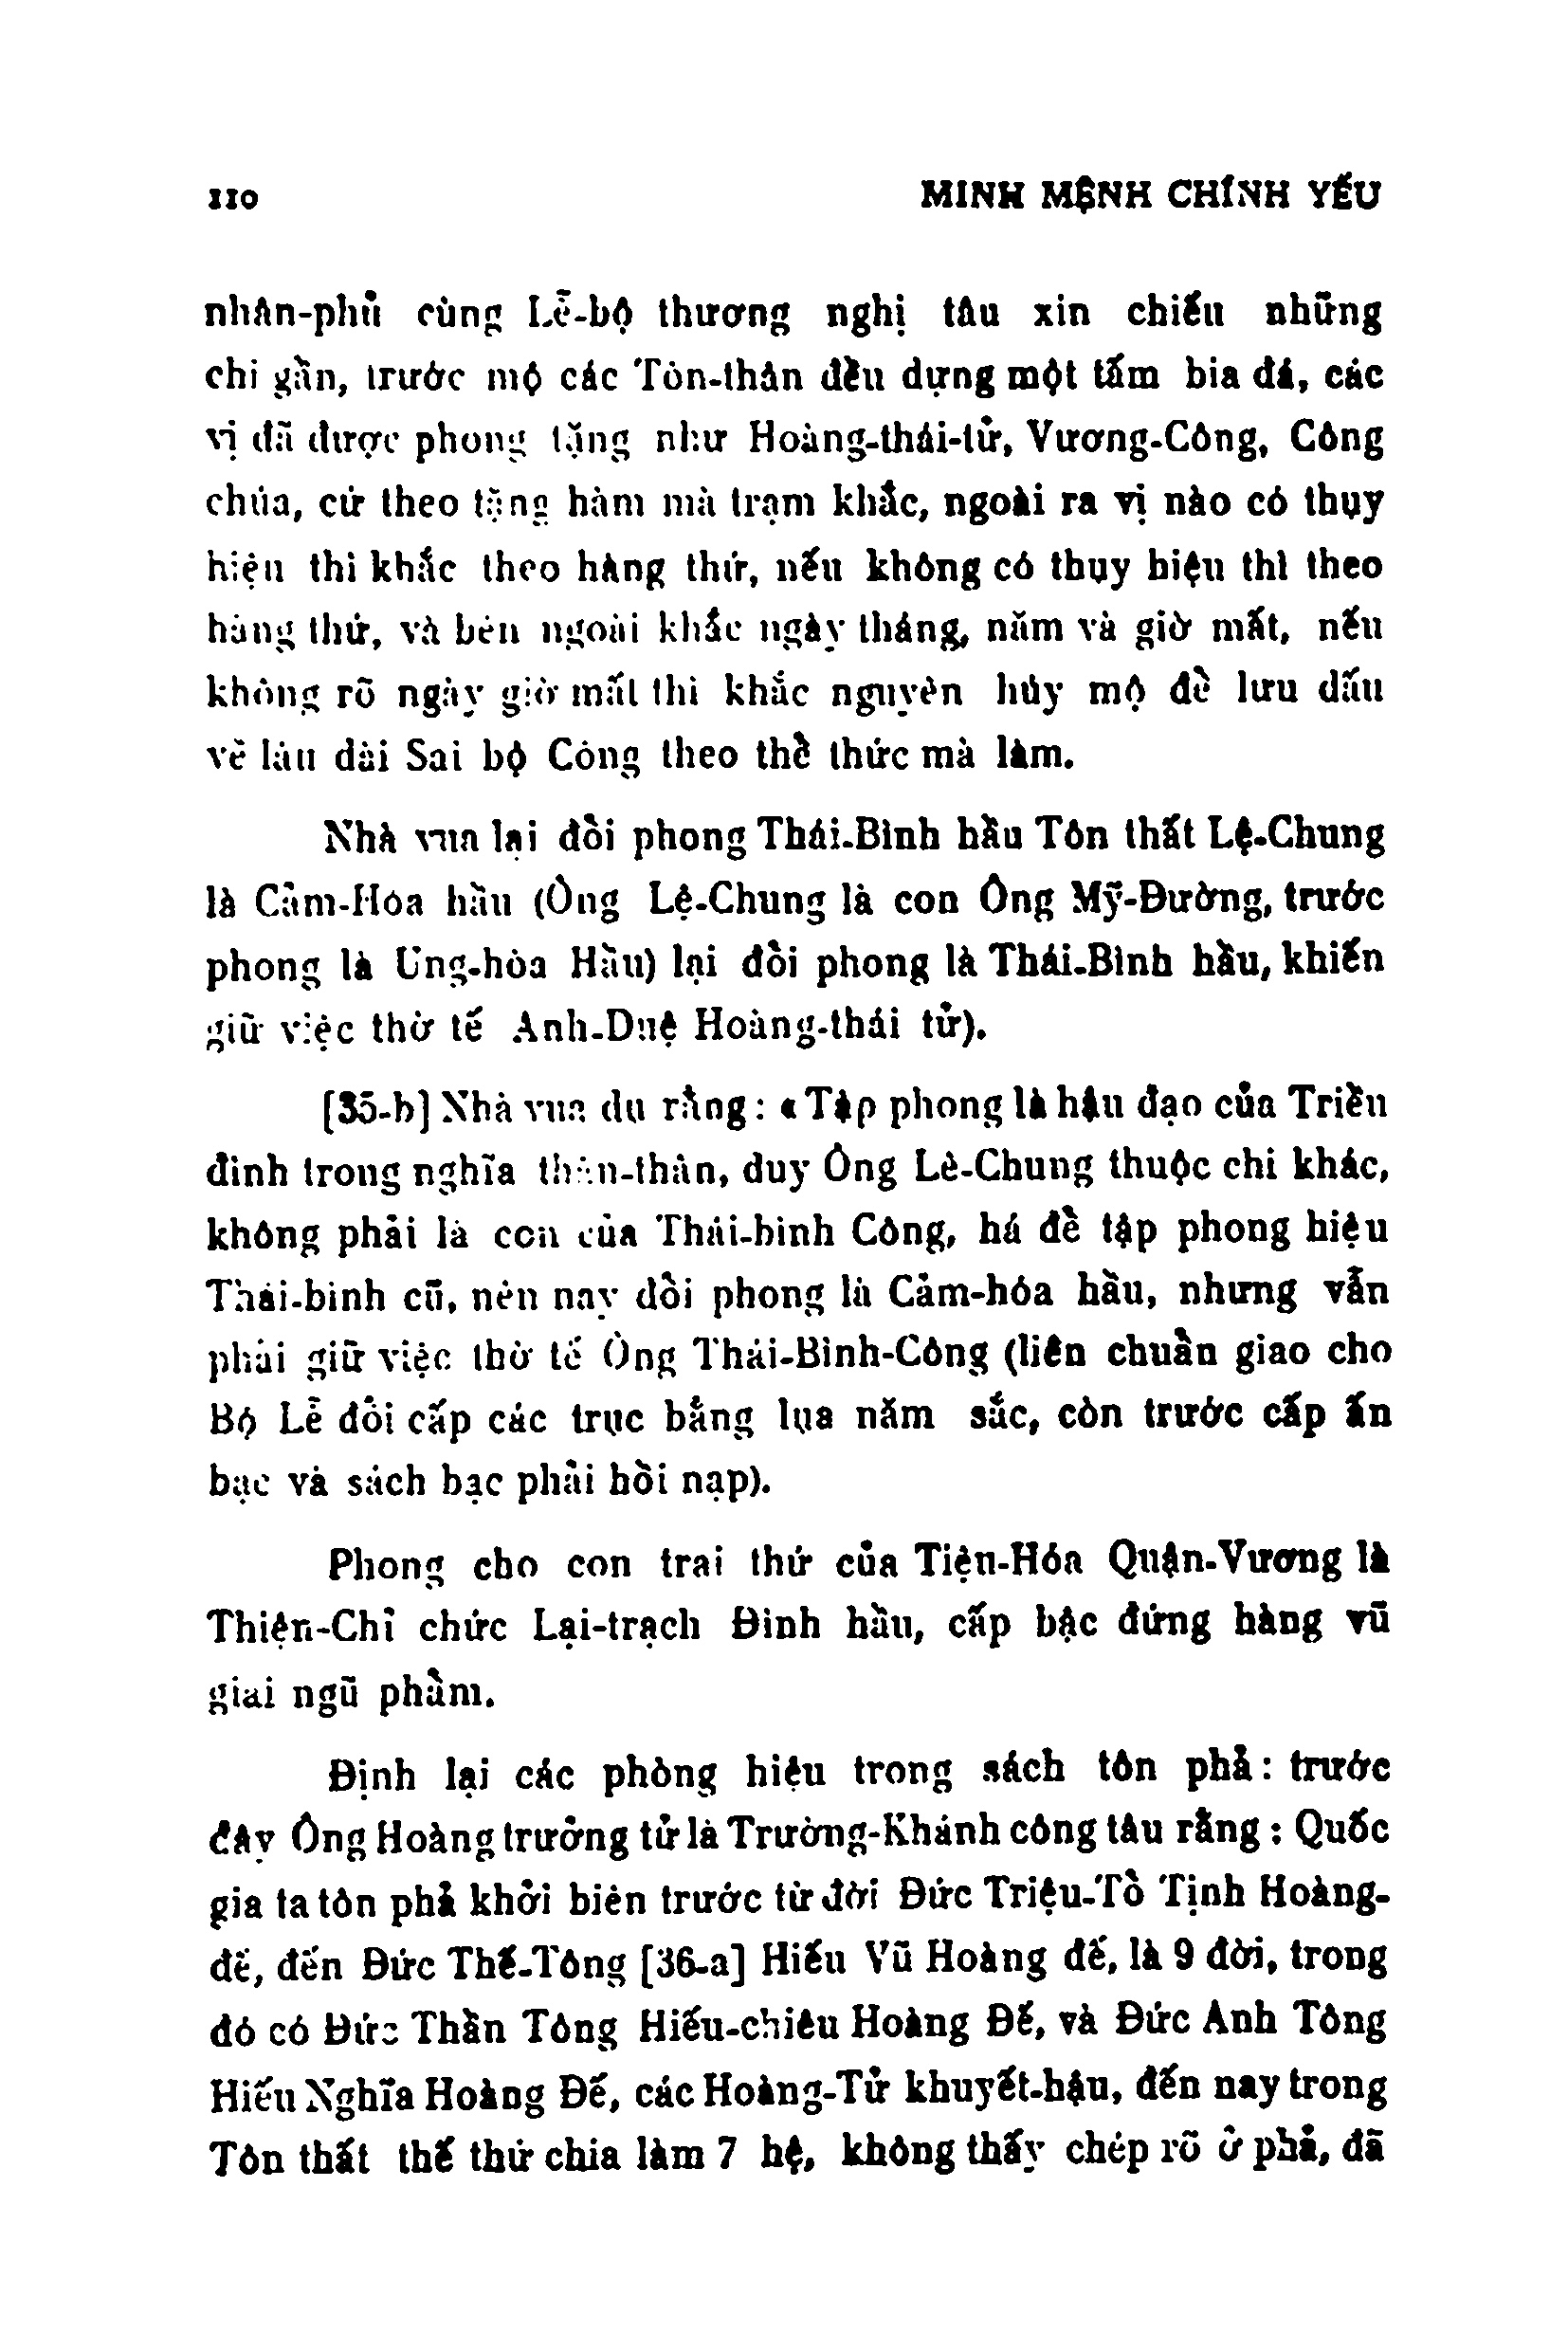 110
MINH MỆNH CHÍNH YẾU
nhân-phủ cùng Lễ-bộ thương nghị tâu xin chiếu những
chi gần, trước mộ các Tôn-thân đều dựng một tấm bia đá, các
vị đã được phong tặng như Hoàng-thái-tử, Vương-Công, Công
chúa, cứ theo tặng hàm mà trạm khắc, ngoài ra vị nào có thụy
hiệu thì khắc theo hàng thứ, nếu không có thụy hiệu thì theo
hàng thứ, và bên ngoài khắc ngày tháng, năm và giờ mất, nếu
không rõ ngày giờ mất thì khắc nguyên húy mộ để lưu dấu
về lâu dài Sai bộ Công theo thể thức mà làm.
Nhà vua lại đổi phong Thái-Bình hầu Tôn thất Lệ-Chung
là Cảm-Hóa hầu (Ông Lệ-Chung là con Ông Mỹ-Đường, trước
phong là Ưng-hòa Hầu) lại đổi phong là Thái-Bình hầu, khiến
giữ việc thờ tế Anh-Duệ Hoàng-thái tử).
[35-b] Nhà vua dụ rằng : « Tập phong là hậu đạo của Triều
đình trong nghĩa thân-thân, duy Ông Lệ-Chung thuộc chi khác,
không phải là con của Thái-bình Công, há để tập phong hiệu
Thái-bình cũ, nên nay đổi phong là Cảm-hóa hầu, nhưng vẫn
phải giữ việc thờ tế Ông Thái-Bình-Công (liên chuẩn giao cho
Bộ Lễ đổi cấp các trục bằng lụa năm sắc, còn trước cấp ấn
bạc và sách bạc phải hồi nạp).
Phong cho con trai thứ của Tiện-Hóa Quận-Vương là
Thiện-Chỉ chức Lại-trạch Đình hầu, cấp bậc đứng hàng vũ
giai ngũ phẩm.
Định lại các phòng hiệu trong sách tôn phả : trước
đây Ông Hoàng trưởng tử là Trường-Khánh công tâu rằng : Quốc
gia ta tôn phả khởi biên trước từ đời Đức Triệu-Tổ Tịnh Hoàng-
đế, đến Đức Thế-Tông [36-a] Hiếu Vũ Hoàng đế, là 9 đời, trong
đó có Đức Thần Tông Hiếu-chiêu Hoàng Đế, và Đức Anh Tông
Hiếu Nghĩa Hoàng Đế, các Hoàng-Tử khuyết-hậu, đến nay trong
Tôn thất thế thứ chia làm 7 hệ, không thấy chép rõ ở phả, đã